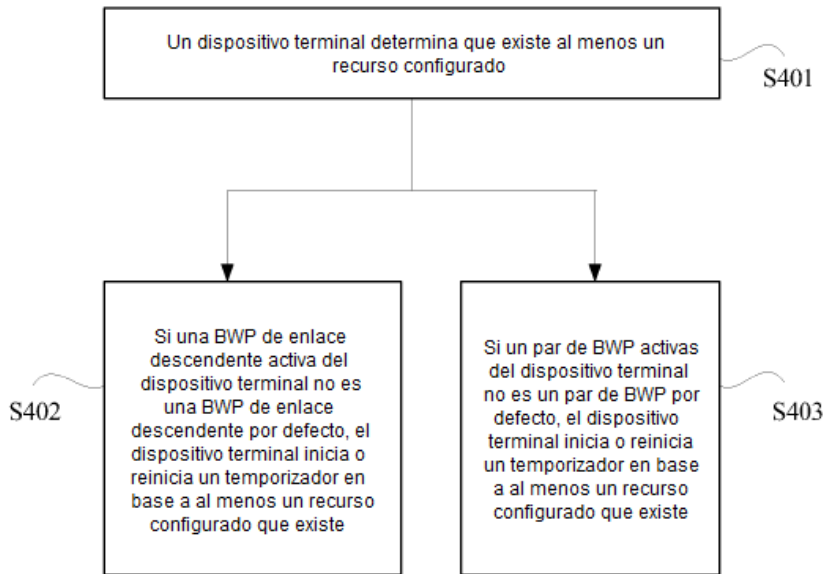 Un dispositivo terminal determina que existe al menos un
recurso configurado
S401
Si una BWP de enlace
descendente activa del
dispositivo terminal no es
una BWP de enlace
descendente por defecto, el
dispositivo terminal inicia o
reinicia un temporizador en
base a al menos un recurso
configurado que existe
S402
Si un par de BWP activas
del dispositivo terminal
no es un par de BWP por
defecto, el dispositivo
terminal inicia o reinicia
un temporizador en base
a al menos un recurso
configurado que existe
S403